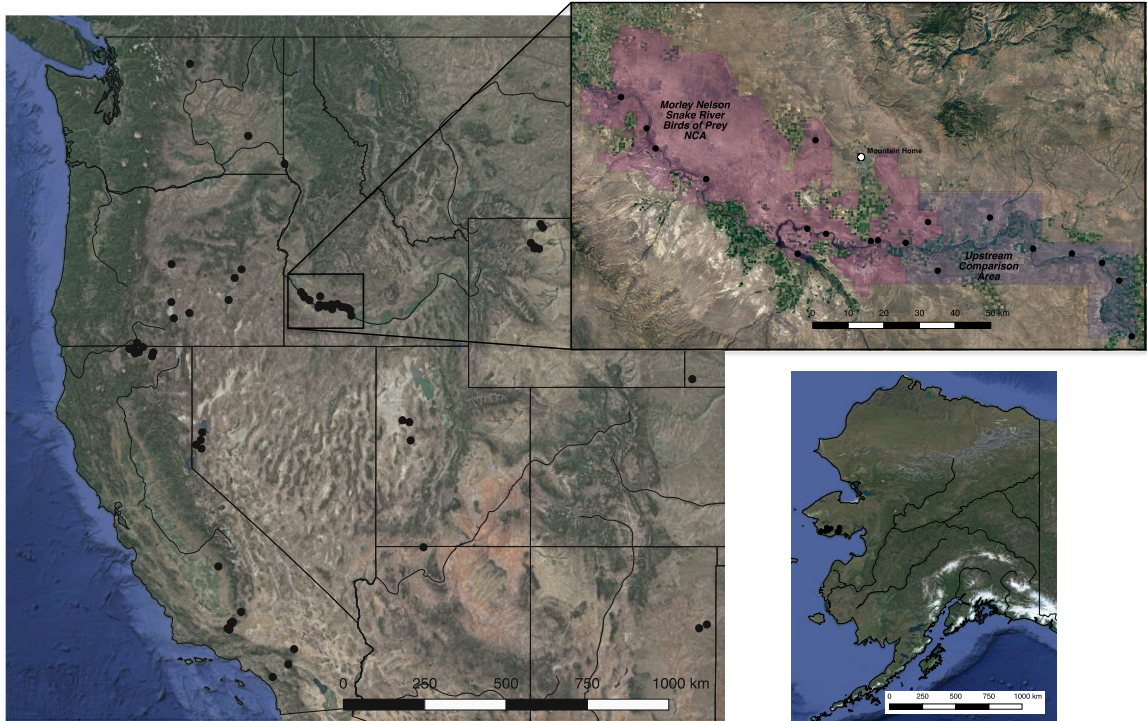 Morley Nelson
Snake River
Birds of Prey
NCA
Mountain Home
Upstream
Comparison
Area
0 10 20 30 40 50 km
0 250 500 750 1000 km
0 250 500 750 1000 km